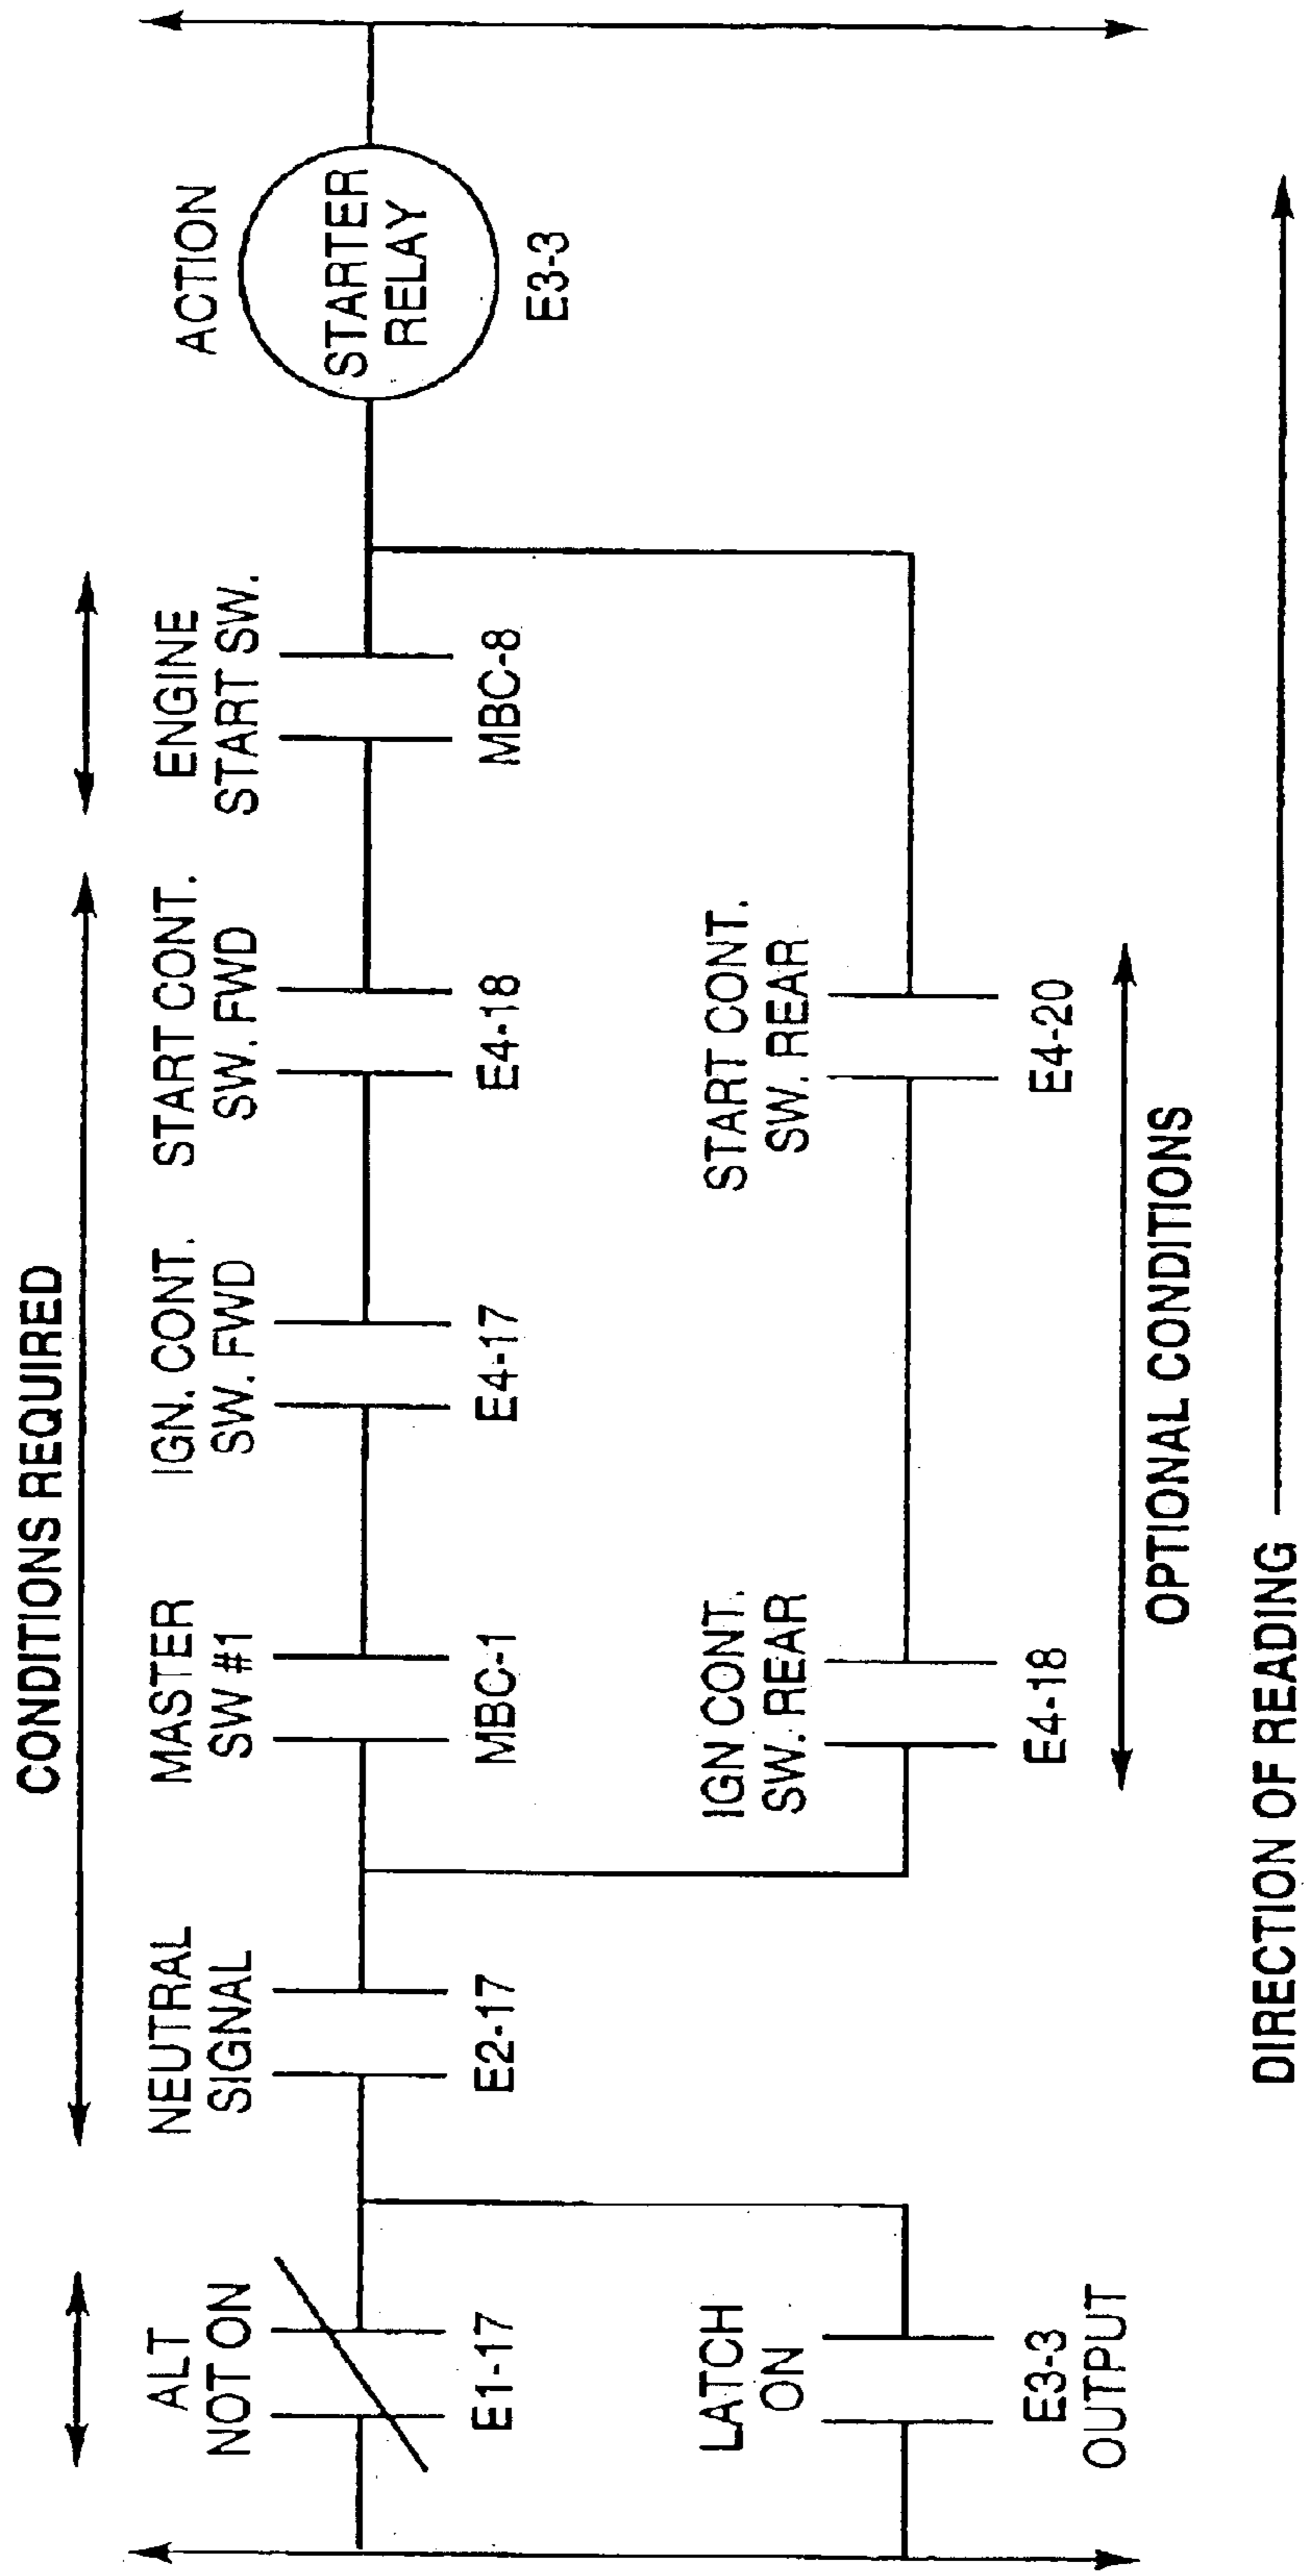 CONDITIONS REQUIRED
ALT
NOT ON
E1-17
NEUTRAL
SIGNAL
E2-17
MASTER
SW #1
MBC-1
IGN. CONT.
SW. FWD
E4-17
START CONT.
SW. FWD
E4-18
ENGINE
START SW.
MBC-8
ACTION
STARTER
RELAY
E3-3
LATCH
ON
E3-3
OUTPUT
IGN CONT.
SW. REAR
E4-18
START CONT.
SW. REAR
E4-20
OPTIONAL CONDITIONS
DIRECTION OF READING